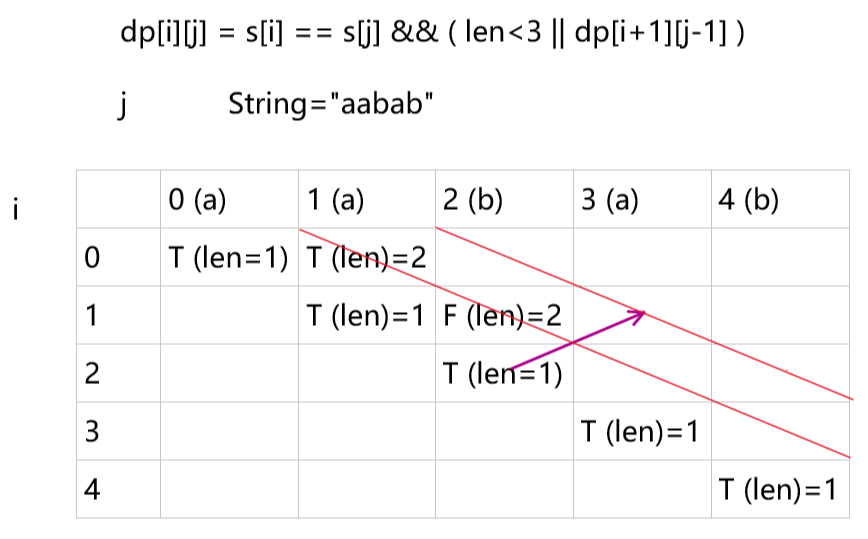 dp[i][j] = s[i] == s[j] && ( len<3 || dp[i+1][j-1] )
j String="aabab"
i 0 (a) 1 (a) 2 (b) 3 (a) 4 (b)
0 T (len=1) T (len)=2
1 T (len)=1 F (len)=2
2 T (len=1)
3 T (len)=1
4 T (len)=1